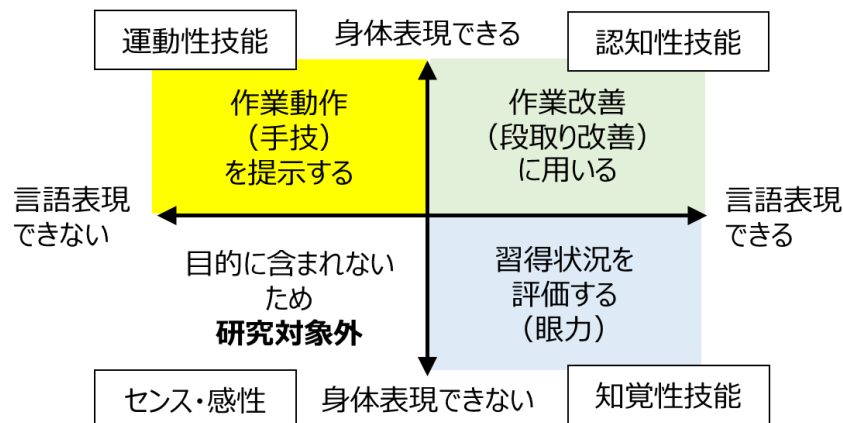 運動性技能
身体表現できる
認知性技能
作業動作
（手技）
を提示する
作業改善
（段取り改善）
に用いる
言語表現
できない
言語表現
できる
目的に含まれない
ため
研究対象外
習得状況を
評価する
（眼力）
センス・感性
身体表現できない
知覚性技能